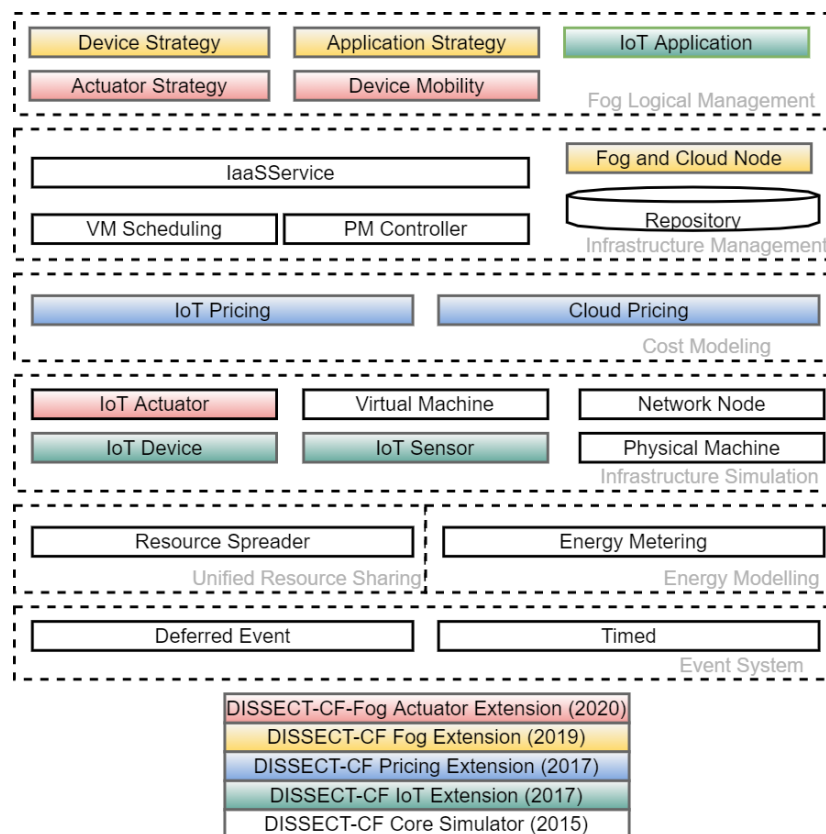 Device Strategy
Application Strategy
IoT Application
Actuator Strategy
Device Mobility
Fog Logical Management
IaaSService
Fog and Cloud Node
VM Scheduling
PM Controller
Repository
Infrastructure Management
IoT Pricing
Cloud Pricing
Cost Modeling
IoT Actuator
Virtual Machine
Network Node
IoT Device
IoT Sensor
Physical Machine
Infrastructure Simulation
Resource Spreader
Energy Metering
Unified Resource Sharing
Energy Modelling
Deferred Event
Timed
Event System
DISSECT-CF-Fog Actuator Extension (2020)
DISSECT-CF Fog Extension (2019)
DISSECT-CF Pricing Extension (2017)
DISSECT-CF IoT Extension (2017)
DISSECT-CF Core Simulator (2015)